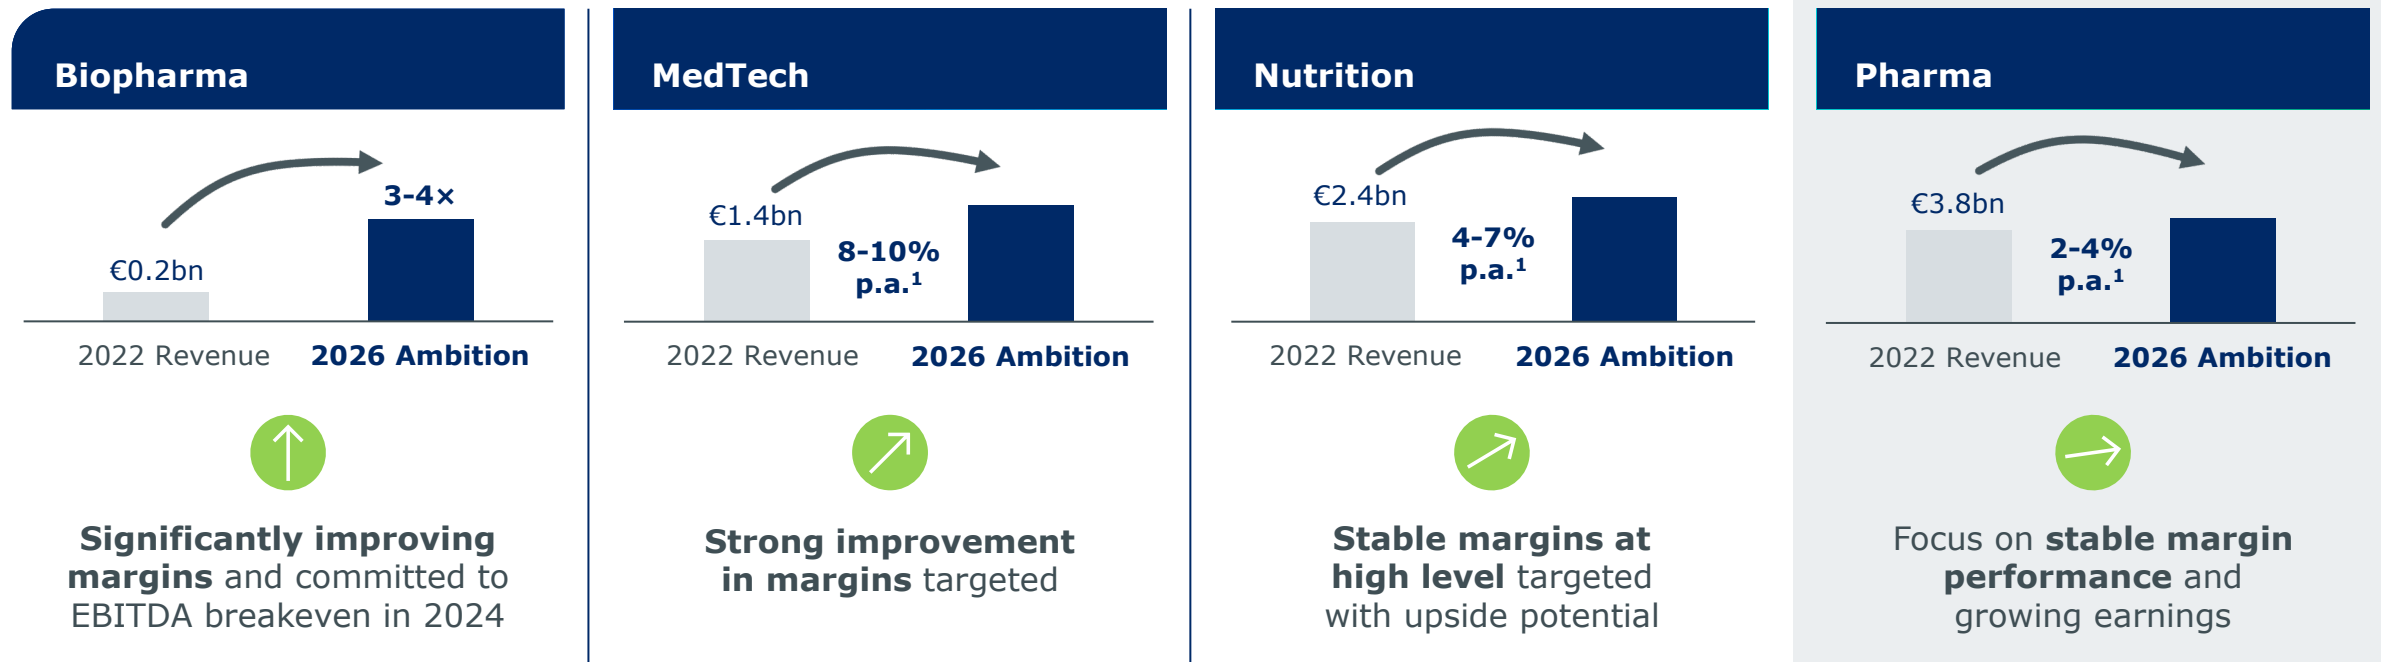 Biopharma
3-4×
€0.2bn
2022 Revenue
2026 Ambition
Significantly improving
margins and committed to
EBITDA breakeven in 2024
MedTech
€1.4bn
8-10%
p.a.¹
2022 Revenue
2026 Ambition
Strong improvement
in margins targeted
Nutrition
€2.4bn
4-7%
p.a.¹
2022 Revenue
2026 Ambition
Stable margins at
high level targeted
with upside potential
Pharma
€3.8bn
2-4%
p.a.¹
2022 Revenue
2026 Ambition
Focus on stable margin
performance and
growing earnings